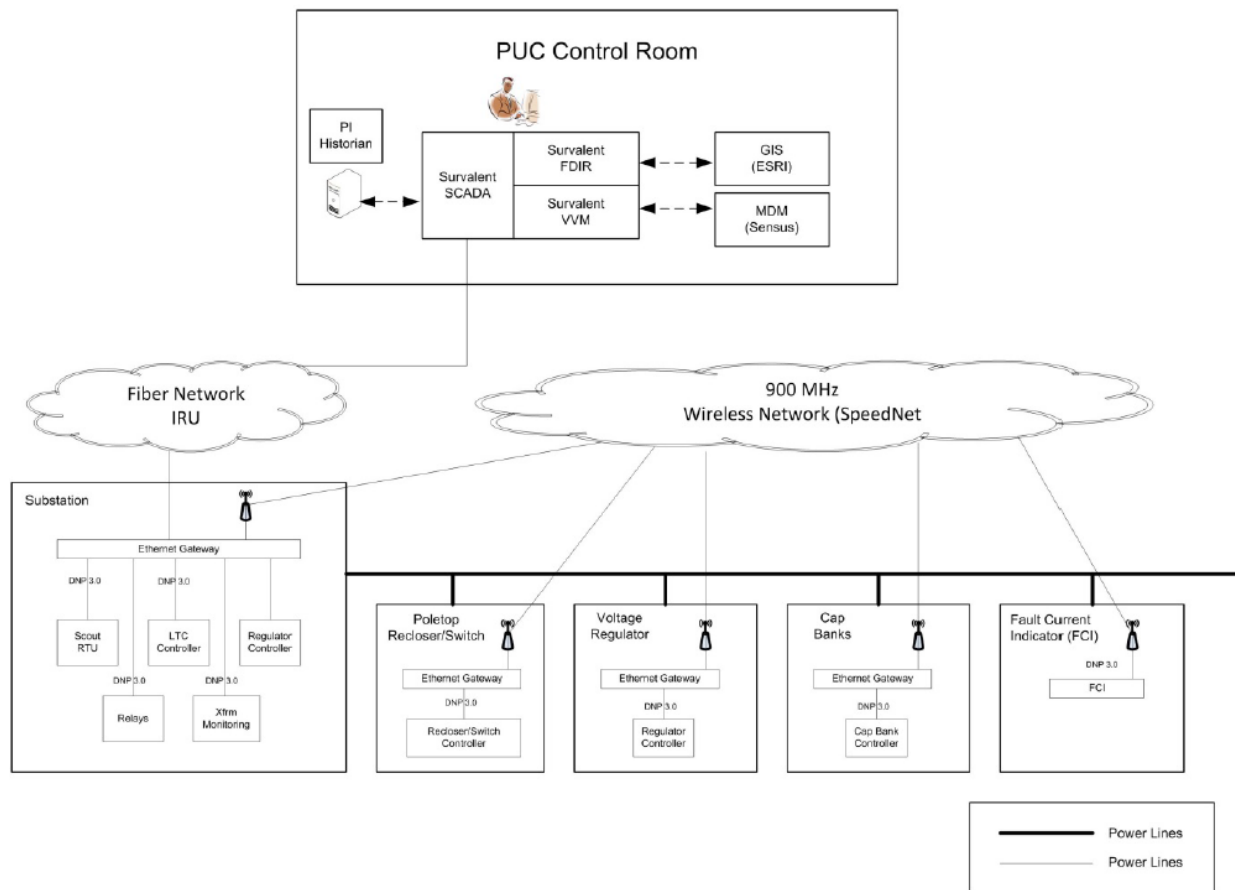 PUC Control Room
PI
Historian
Survalent
SCADA
Survalent
FDIR
Survalent
VVM
GIS
(ESRI)
MDM
(Sensus)
Fiber Network
IRU
900 MHz
Wireless Network (SpeedNet
Substation
Ethernet Gateway
DNP 3.0
DNP 3.0
Scout
RTU
LTC
Controller
Regulator
Controller
DNP 3.0
DNP 3.0
Relays
Xfrm
Monitoring
Poletop
Recloser/Switch
Ethernet Gateway
DNP 3.0
Recloser/Switch
Controller
Voltage
Regulator
Ethernet Gateway
DNP 3.0
Regulator
Controller
Cap
Banks
Ethernet Gateway
DNP 3.0
Cap Bank
Controller
Fault Current
Indicator (FCI)
DNP 3.0
FCI
Power Lines
Power Lines